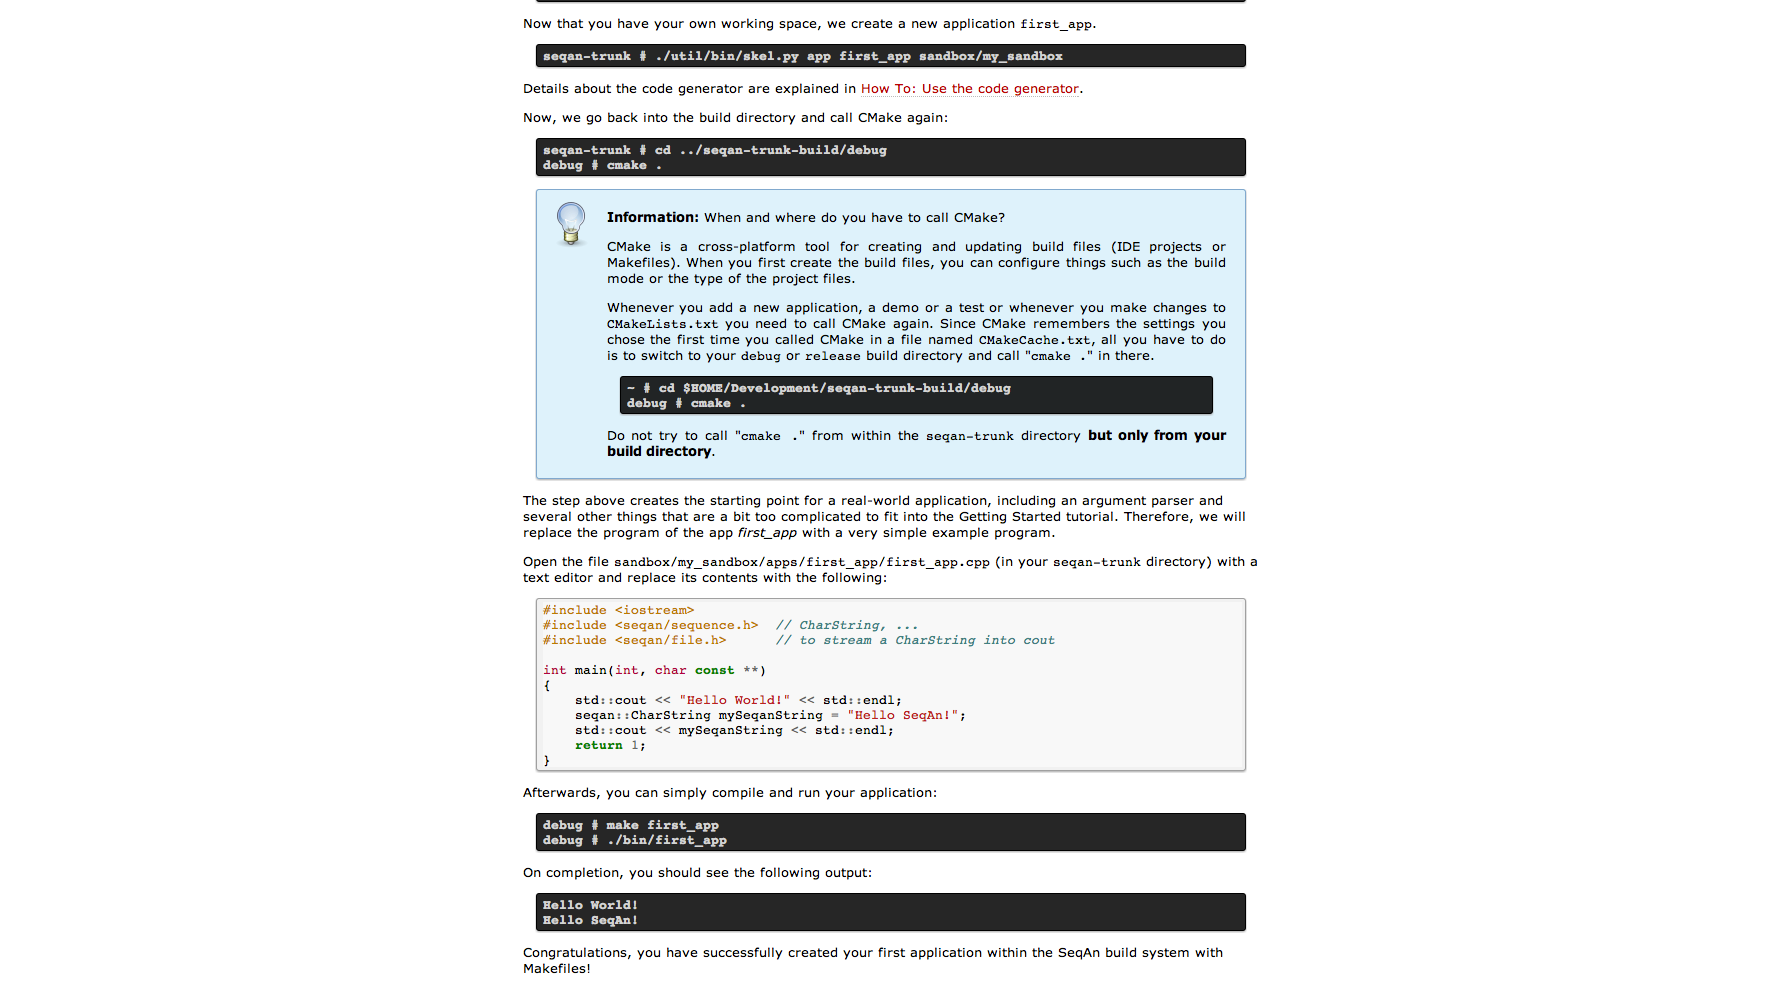 Now that you have your own working space, we create a new application first_app.
seqan-trunk # ./util/bin/skel.py app first_app sandbox/my_sandbox
Details about the code generator are explained in How To: Use the code generator.
Now, we go back into the build directory and call CMake again:
seqan-trunk # cd ../seqan-trunk-build/debug
debug # cmake .
Information: When and where do you have to call CMake?
CMake is a cross-platform tool for creating and updating build files (IDE projects or
Makefiles). When you first create the build files, you can configure things such as the build
mode or the type of the project files.
Whenever you add a new application, a demo or a test or whenever you make changes to
CMakeLists.txt you need to call CMake again. Since CMake remembers the settings you
chose the first time you called CMake in a file named CMakeCache.txt, all you have to do
is to switch to your debug or release build directory and call "cmake ." in there.
~ # cd $HOME/Development/seqan-trunk-build/debug
debug # cmake .
Do not try to call "cmake ." from within the seqan-trunk directory but only from your
build directory.
The step above creates the starting point for a real-world application, including an argument parser and
several other things that are a bit too complicated to fit into the Getting Started tutorial. Therefore, we will
replace the program of the app first_app with a very simple example program.
Open the file sandbox/my_sandbox/apps/first_app/first_app.cpp (in your seqan-trunk directory) with a
text editor and replace its contents with the following:
#include <iostream>
#include <seqan/sequence.h>  // CharString, ...
#include <seqan/file.h>      // to stream a CharString into cout
int main(int, char const **)
{
    std::cout << "Hello World!" << std::endl;
    seqan::CharString mySeqanString = "Hello SeqAn!";
    std::cout << mySeqanString << std::endl;
    return 1;
}
Afterwards, you can simply compile and run your application:
debug # make first_app
debug # ./bin/first_app
On completion, you should see the following output:
Hello World!
Hello SeqAn!
Congratulations, you have successfully created your first application within the SeqAn build system with
Makefiles!